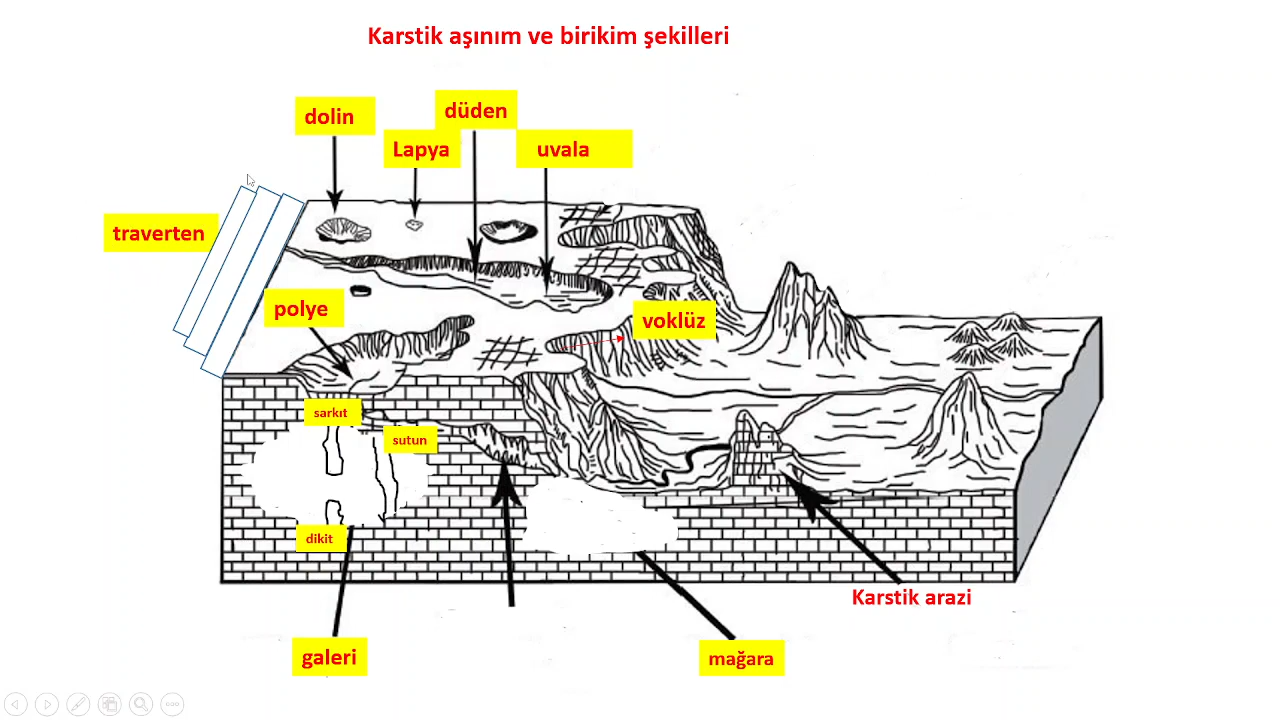 Karstik aşınım ve birikim şekilleri
dolin
düden
Lapya
uvala
traverten
polye
voklüz
sarkıt
sutun
dikit
Karstik arazi
galeri
mağara